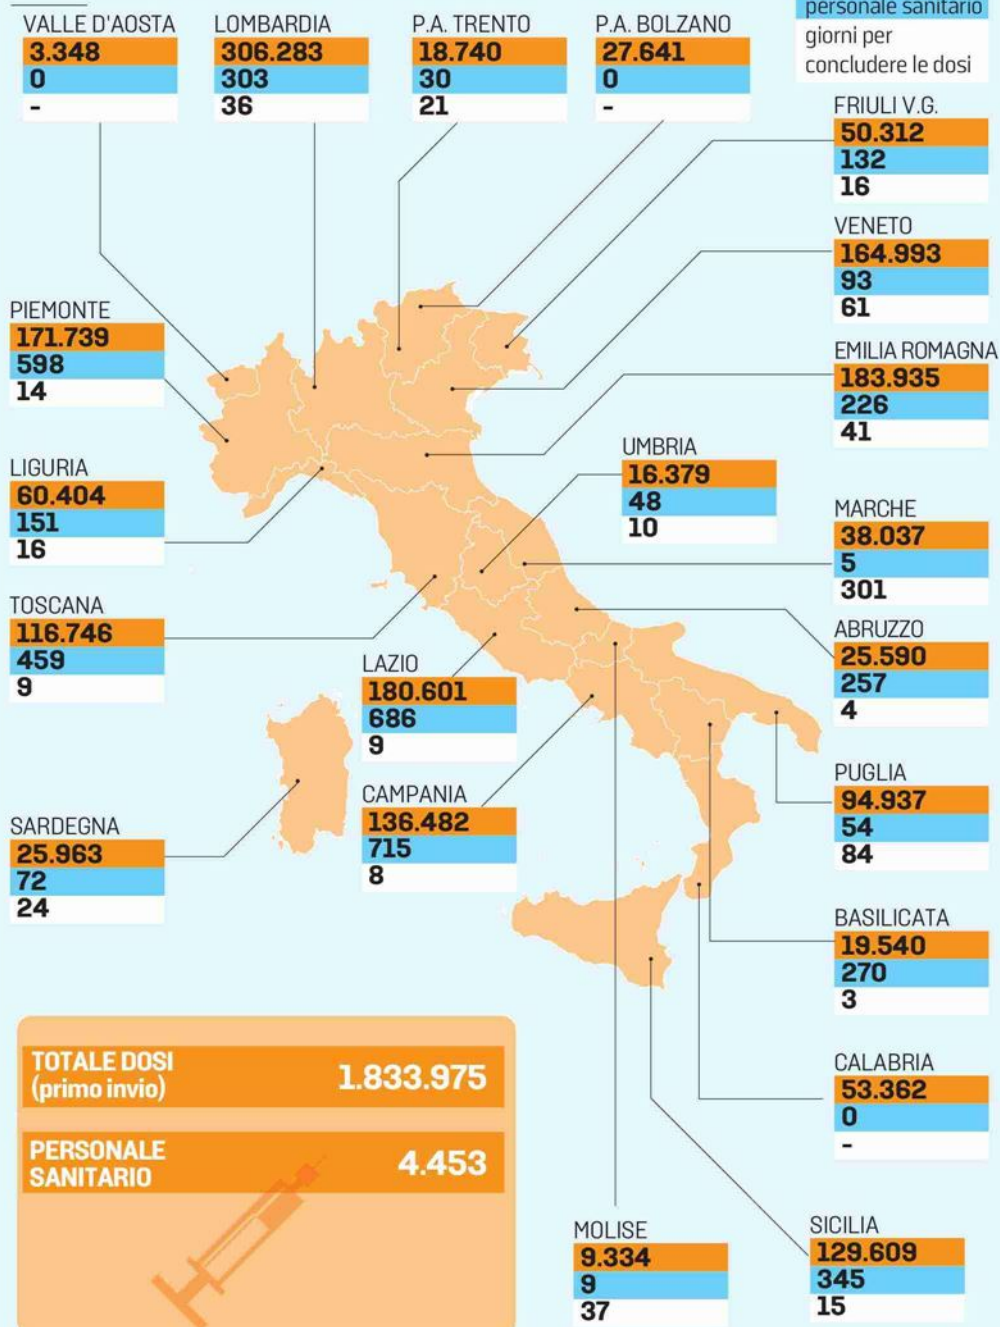 VALLE D'AOSTA
3.348
0
-
LOMBARDIA
306.283
303
36
P.A. TRENTO
18.740
30
21
P.A. BOLZANO
27.641
0
-
personale sanitario
giorni per
concludere le dosi
FRIULI V.G.
50.312
132
16
VENETO
164.993
93
61
PIEMONTE
171.739
598
14
EMILIA ROMAGNA
183.935
226
41
UMBRIA
16.379
48
10
LIGURIA
60.404
151
16
MARCHE
38.037
5
301
TOSCANA
116.746
459
9
ABRUZZO
25.590
257
4
LAZIO
180.601
686
9
PUGLIA
94.937
54
84
CAMPANIA
136.482
715
8
SARDEGNA
25.963
72
24
BASILICATA
19.540
270
3
CALABRIA
53.362
0
-
TOTALE DOSI
(primo invio)
1.833.975
PERSONALE
SANITARIO
4.453
MOLISE
9.334
9
37
SICILIA
129.609
345
15